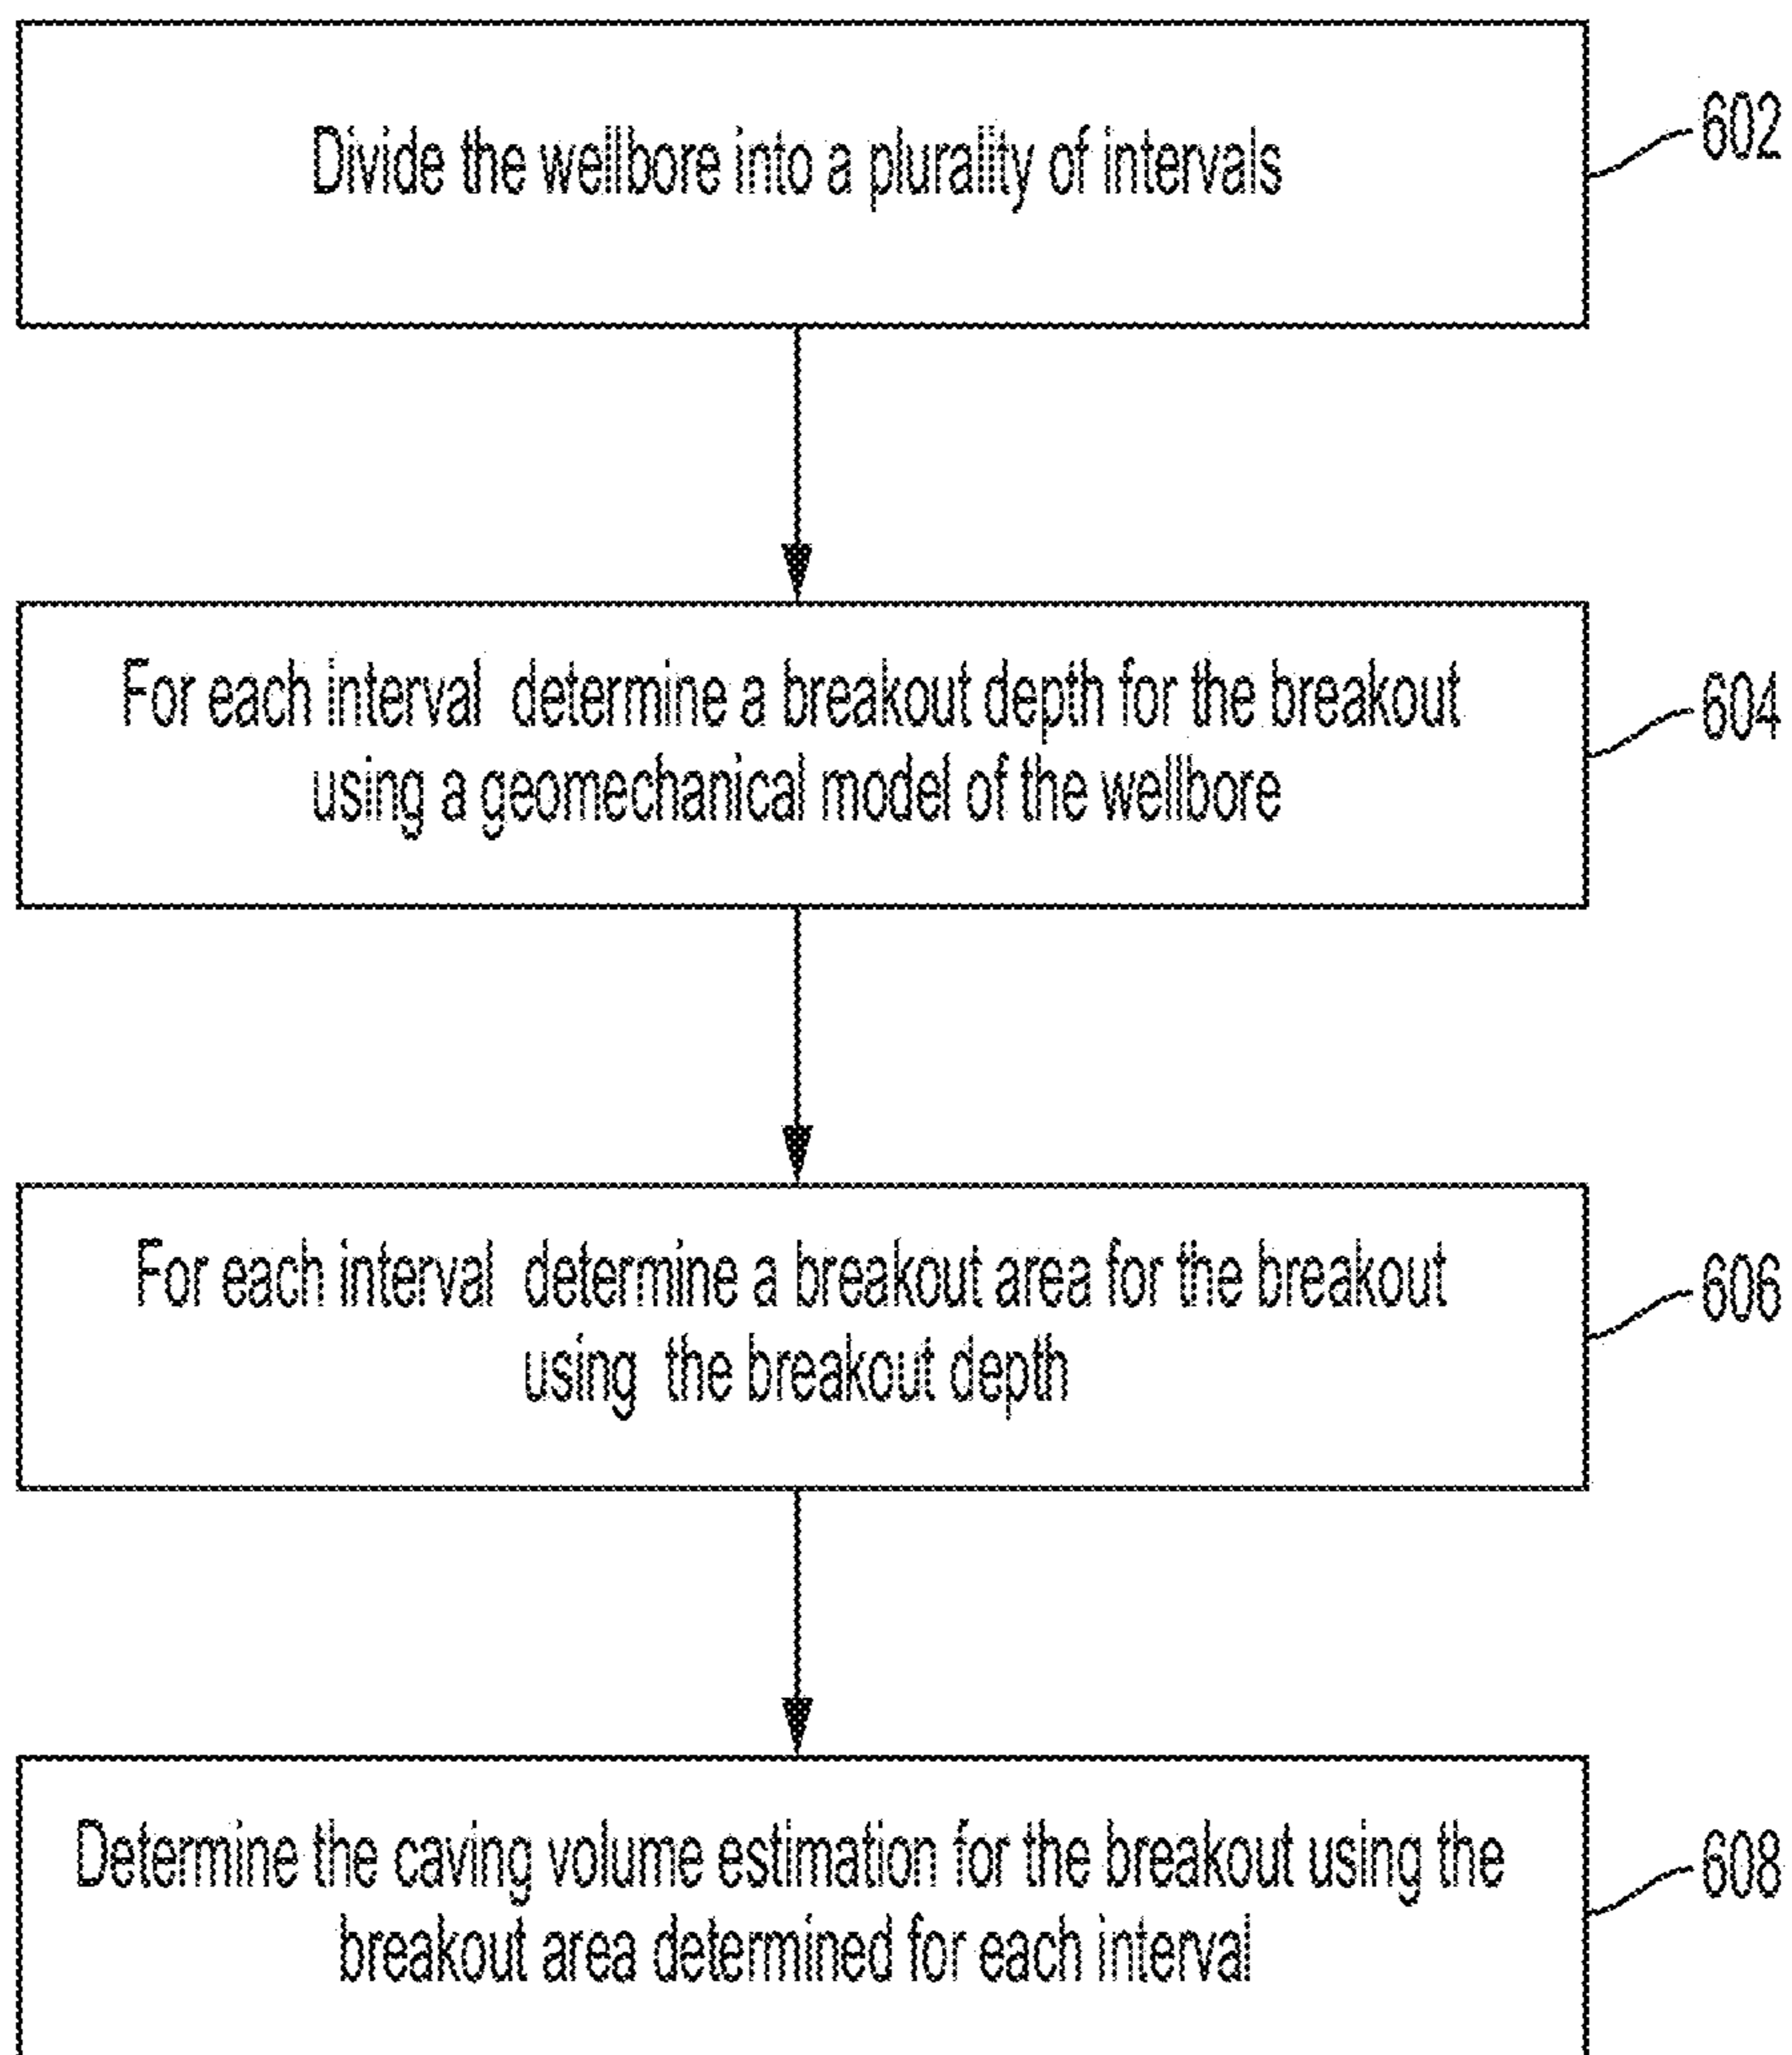 Divide the wellbore into a plurality of intervals
602
For each interval determine a breakout depth for the breakout
using a geomechanical model of the wellbore
604
For each interval determine a breakout area for the breakout
using the breakout depth
606
Determine the caving volume estimation for the breakout using the
breakout area determined for each interval
608